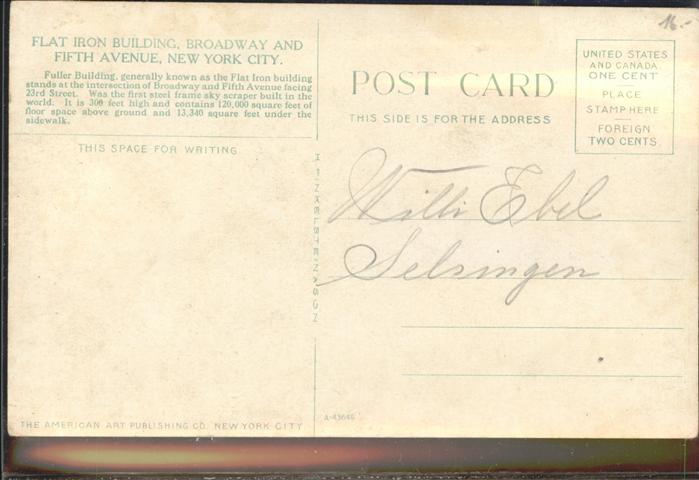 16.-
FLAT IRON BUILDING, BROADWAY AND
FIFTH AVENUE, NEW YORK CITY.
Fuller Building, generally known as the Flat Iron building
stands at the intersection of Broadway and Fifth Avenue facing
23rd Street. Was the first steel frame sky scraper built in the
world. It is 300 feet high and contains 120,000 square feet of
floor space above ground and 13,340 square feet under the
sidewalk.
THIS SPACE FOR WRITING
THE AMERICAN ART PUBLISHING CO. NEW YORK CITY
POST CARD
THIS SIDE IS FOR THE ADDRESS
UNITED STATES
AND CANADA
ONE CENT
PLACE
STAMP HERE
FOREIGN
TWO CENTS
Willi Ebel
Selsingen
A-43646